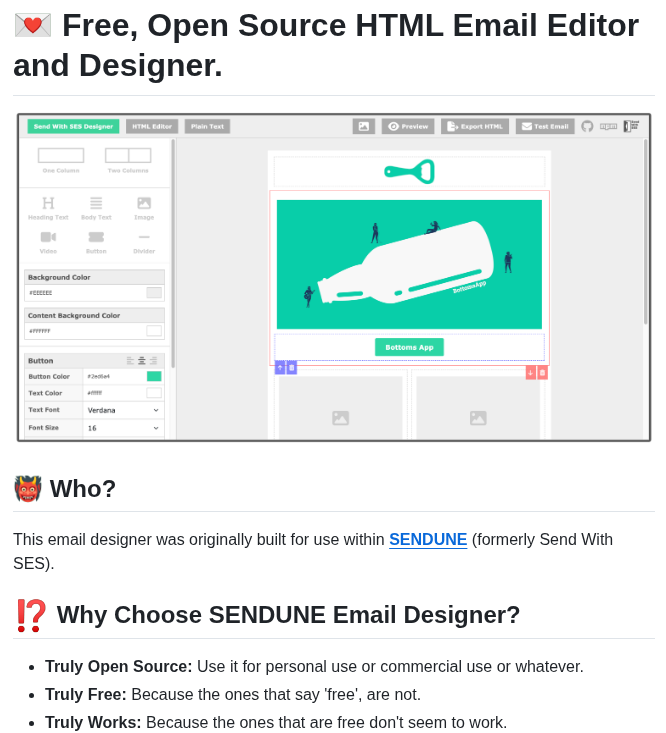 💌 Free, Open Source HTML Email Editor
and Designer.
Send With SES Designer HTML Editor Plain Text Preview Export HTML Test Email
One Column Two Columns
Heading Text Body Text Image
Video Button Divider
Background Color
#EEEEEE
Content Background Color
#FFFFFF
Button
Button Color #2ed6a4
Text Color #ffffff
Text Font Verdana
Font Size 16
BottomsApp
Bottoms App
👹 Who?
This email designer was originally built for use within SENDUNE (formerly Send With
SES).
⁉️ Why Choose SENDUNE Email Designer?
• Truly Open Source: Use it for personal use or commercial use or whatever.
• Truly Free: Because the ones that say 'free', are not.
• Truly Works: Because the ones that are free don't seem to work.